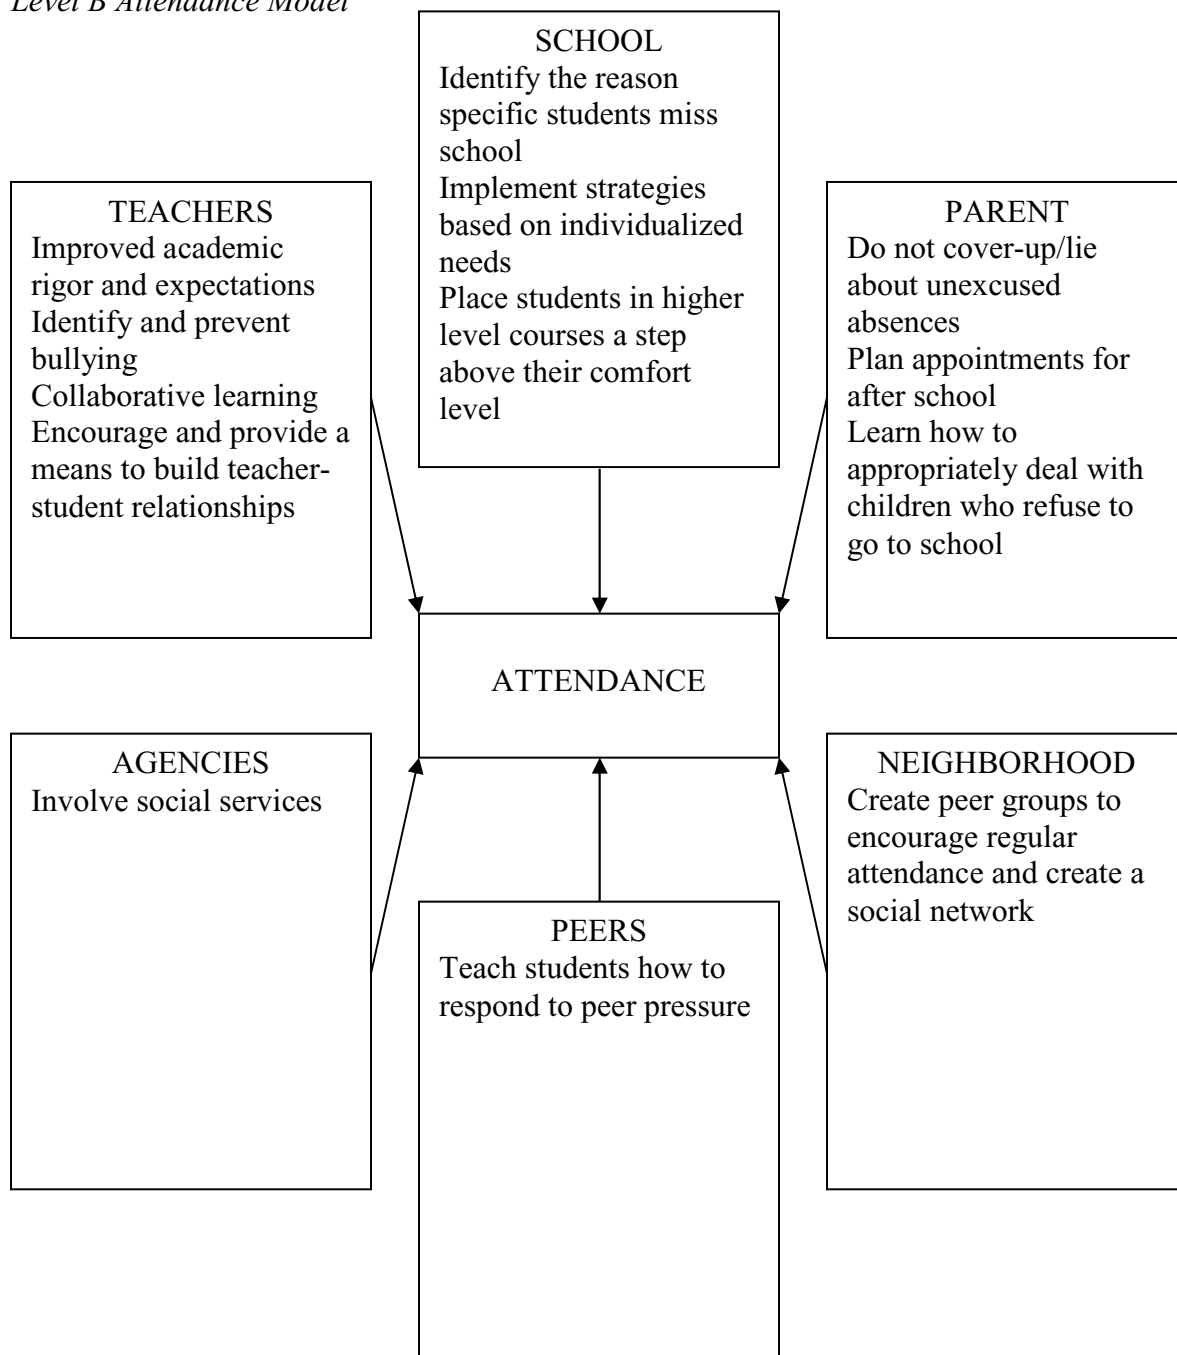 Level B Attendance Model
SCHOOL
Identify the reason
specific students miss
school
Implement strategies
based on individualized
needs
Place students in higher
level courses a step
above their comfort
level
TEACHERS
Improved academic
rigor and expectations
Identify and prevent
bullying
Collaborative learning
Encourage and provide a
means to build teacher-
student relationships
PARENT
Do not cover-up/lie
about unexcused
absences
Plan appointments for
after school
Learn how to
appropriately deal with
children who refuse to
go to school
ATTENDANCE
AGENCIES
Involve social services
PEERS
Teach students how to
respond to peer pressure
NEIGHBORHOOD
Create peer groups to
encourage regular
attendance and create a
social network